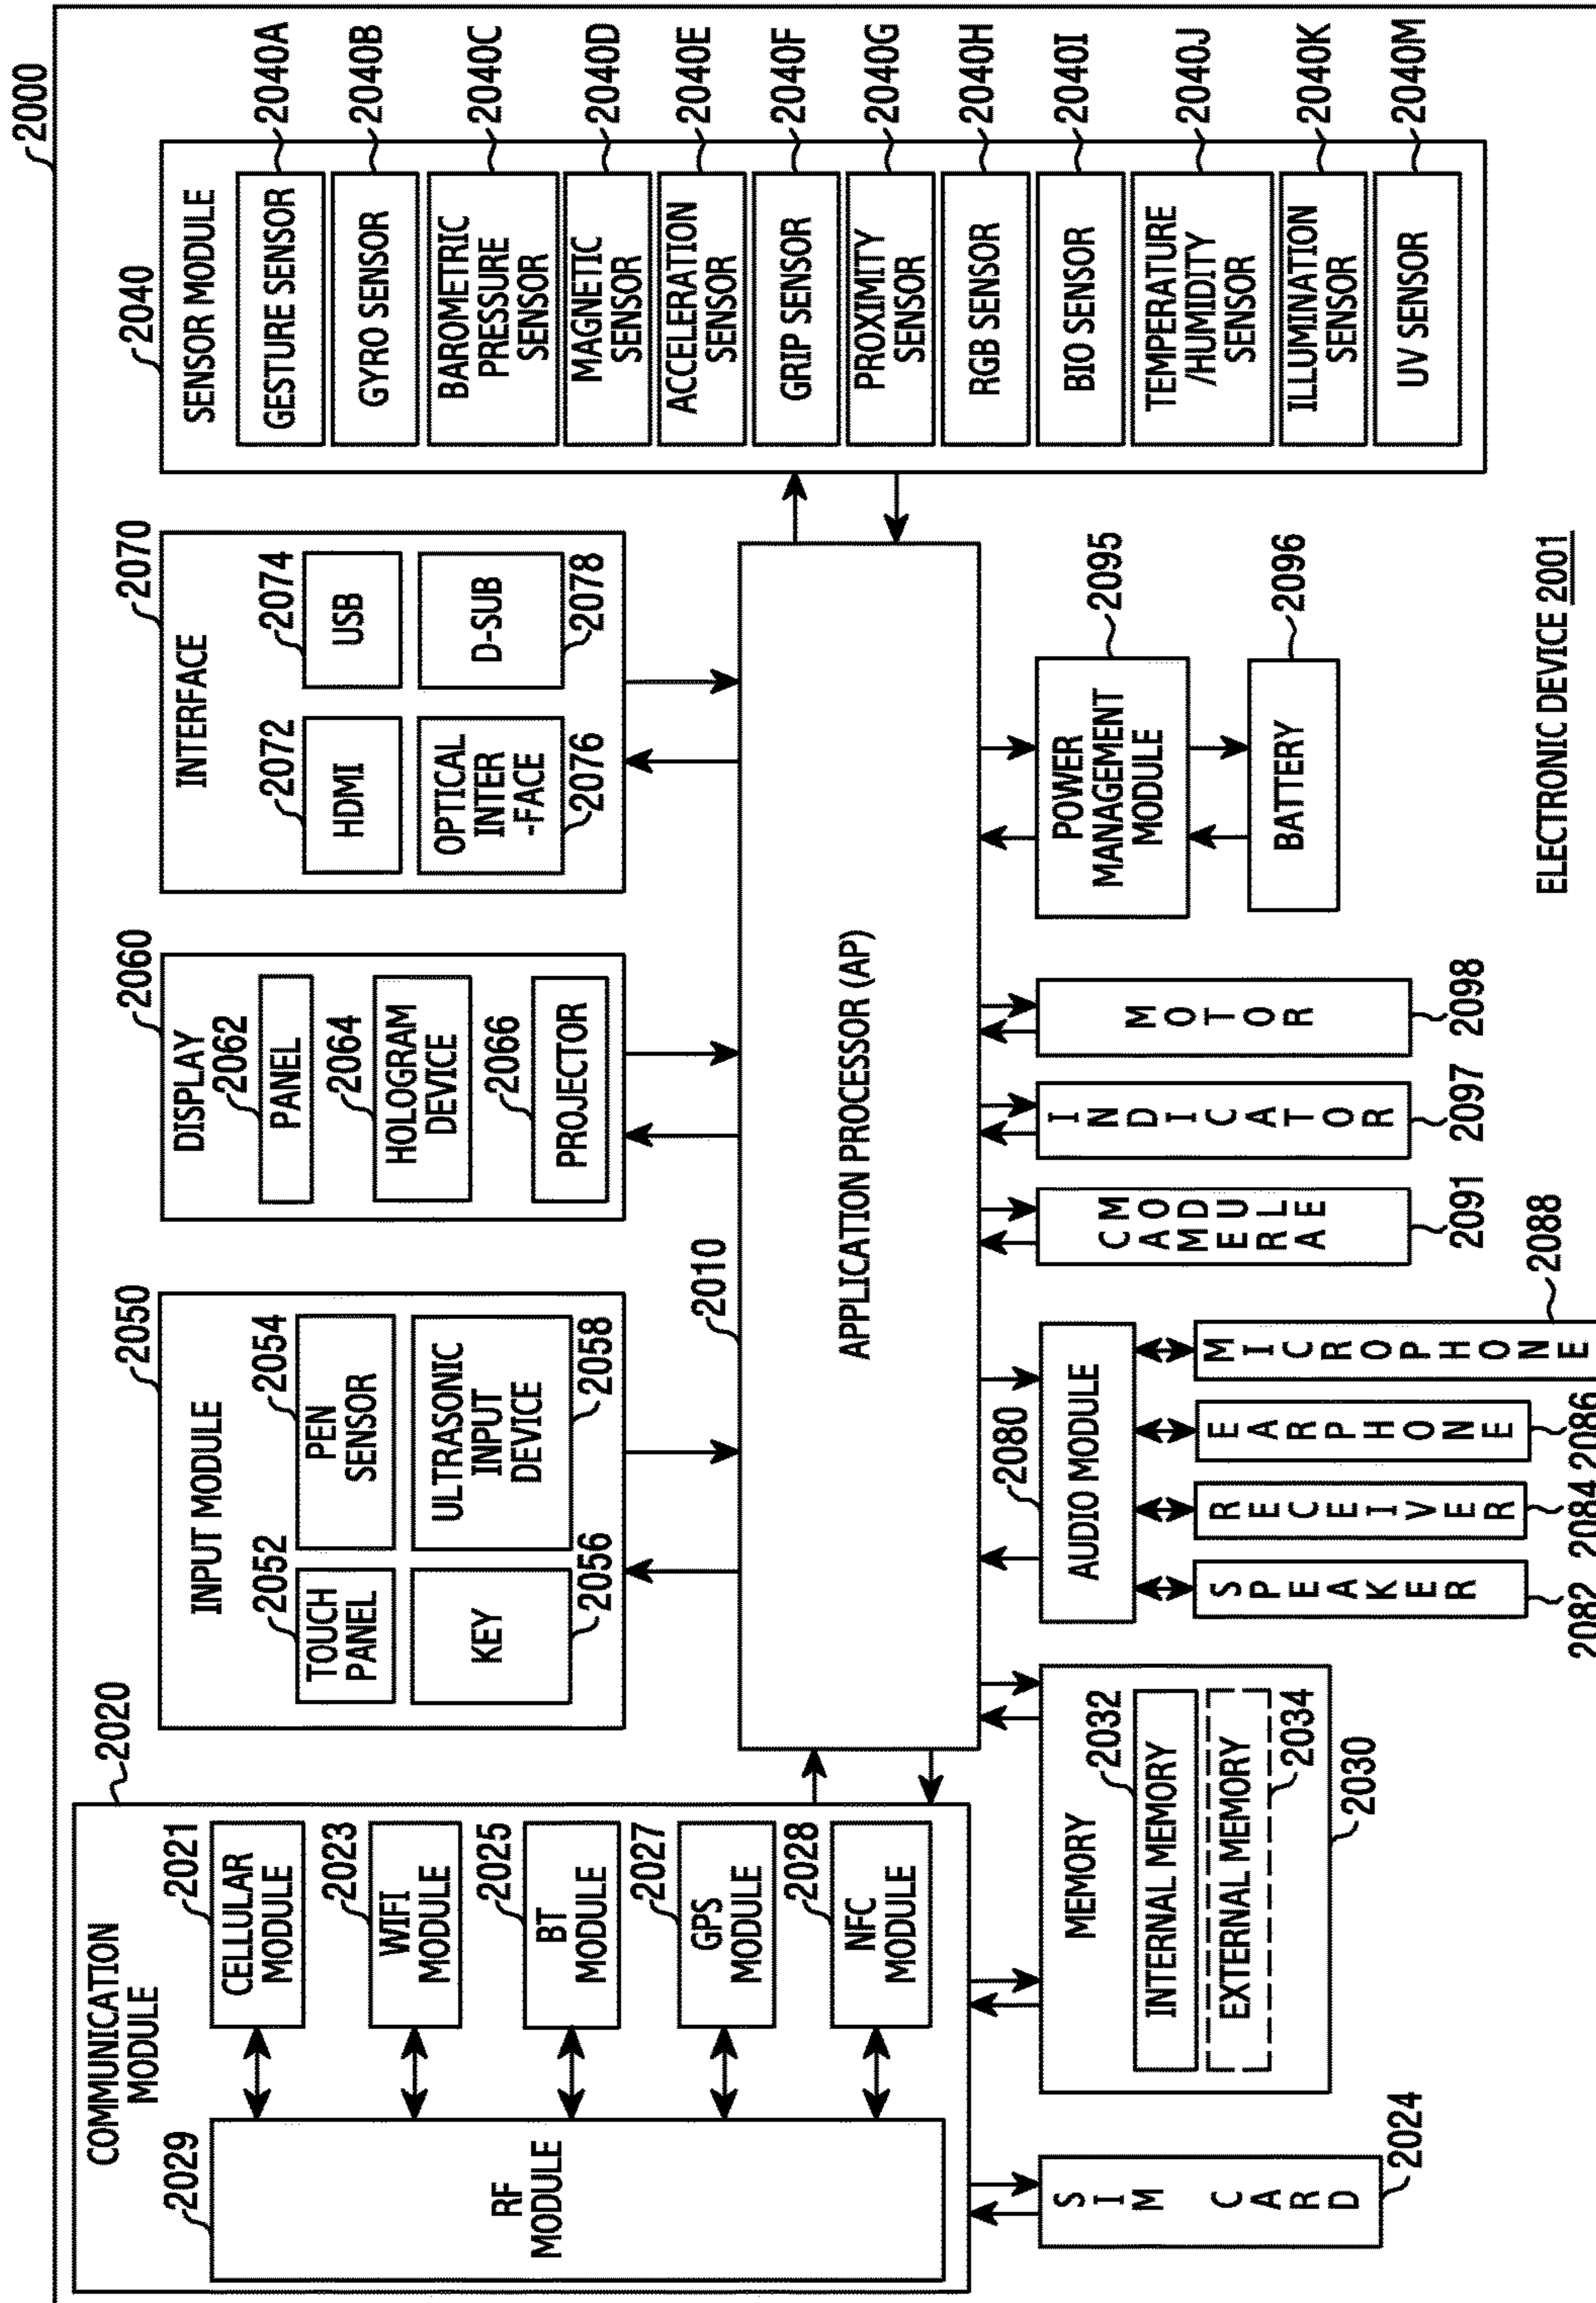 2000
COMMUNICATION
MODULE
2020
2029
RF
MODULE
2021
CELLULAR
MODULE
2023
WIFI
MODULE
2025
BT
MODULE
2027
GPS
MODULE
2028
NFC
MODULE
2050
INPUT MODULE
2052
TOUCH
PANEL
2054
PEN
SENSOR
KEY
2056
ULTRASONIC
INPUT
DEVICE
2058
2060
DISPLAY
2062
PANEL
2064
HOLOGRAM
DEVICE
2066
PROJECTOR
2070
INTERFACE
2072
HDMI
2074
USB
OPTICAL
INTER
-FACE
2076
D-SUB
2078
2040
SENSOR MODULE
GESTURE SENSOR
2040A
GYRO SENSOR
2040B
BAROMETRIC
PRESSURE
SENSOR
2040C
MAGNETIC
SENSOR
2040D
ACCELERATION
SENSOR
2040E
GRIP SENSOR
2040F
PROXIMITY
SENSOR
2040G
RGB SENSOR
2040H
BIO SENSOR
2040I
TEMPERATURE
/HUMIDITY
SENSOR
2040J
ILLUMINATION
SENSOR
2040K
UV SENSOR
2040M
2010
APPLICATION PROCESSOR (AP)
SIM CARD
2024
MEMORY
2032
INTERNAL MEMORY
EXTERNAL MEMORY
2034
2030
2080
AUDIO MODULE
SPEAKER
2082
RECEIVER
2084
EARPHONE
2086
MICROPHONE
2088
CAMERA
MODULE
2091
INDICATOR
2097
MOTOR
2098
POWER
MANAGEMENT
MODULE
2095
BATTERY
2096
ELECTRONIC DEVICE 2001